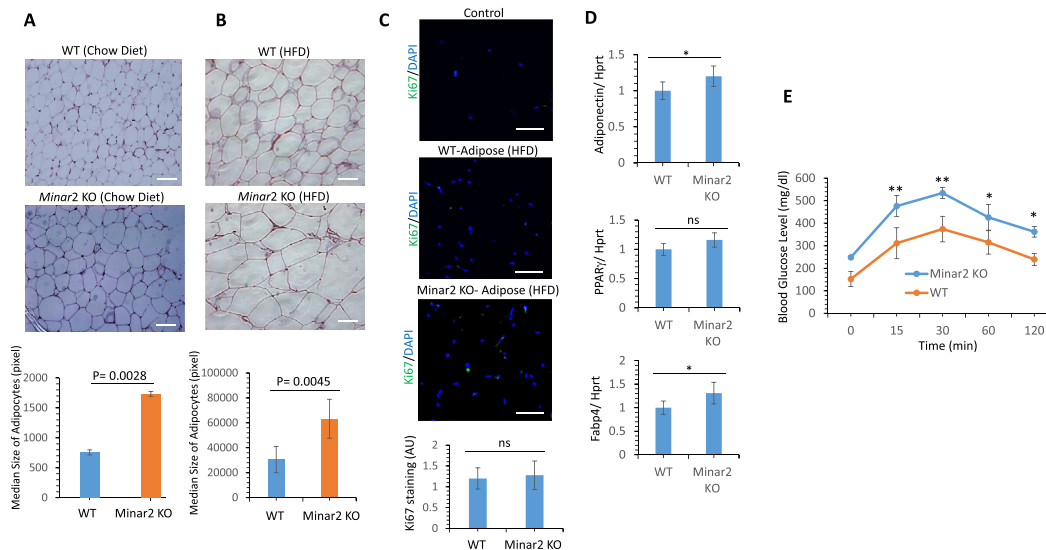 A
WT (Chow Diet)
Minar2 KO (Chow Diet)
Median Size of Adipocytes (pixel)
2000
1500
1000
500
0
P= 0.0028
WT
Minar2 KO
B
WT (HFD)
Minar2 KO (HFD)
Median Size of Adipocytes (pixel)
100000
80000
60000
40000
20000
0
P= 0.0045
WT
Minar2 KO
C
Control
Ki67/DAPI
WT-Adipose (HFD)
Ki67/DAPI
Minar2 KO- Adipose (HFD)
Ki67/DAPI
Ki67 staining (AU)
2
1.5
1
0.5
0
ns
WT
Minar2 KO
D
Adiponectin/ Hprt
1.5
1
0.5
0
*
WT
Minar2
KO
PPARγ/ Hprt
1.5
1
0.5
0
ns
WT
Minar2
KO
Fabp4/ Hprt
2
1.5
1
0.5
0
*
WT
Minar2
KO
E
Blood Glucose Level (mg/dl)
600
500
400
300
200
100
0
**
**
*
*
Minar2 KO
WT
0
15
30
60
120
Time (min)